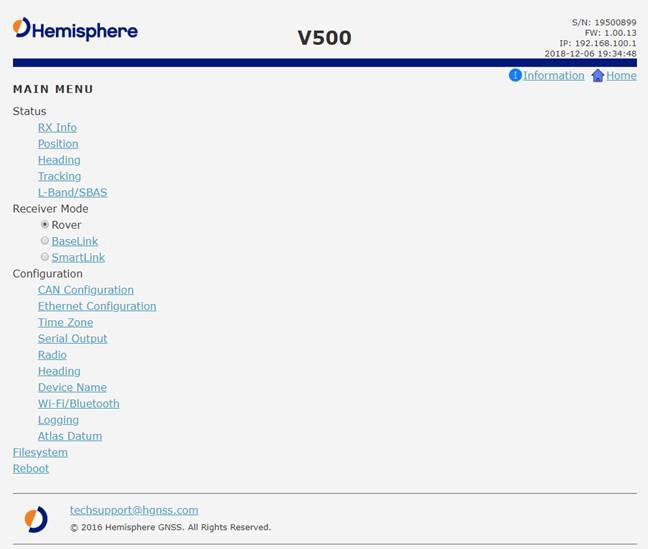 Hemisphere
V500
S/N: 19500899
FW: 1.00.13
IP: 192.168.100.1
2018-12-06 19:34:48
Information Home
MAIN MENU
Status
RX Info
Position
Heading
Tracking
L-Band/SBAS
Receiver Mode
Rover
BaseLink
SmartLink
Configuration
CAN Configuration
Ethernet Configuration
Time Zone
Serial Output
Radio
Heading
Device Name
Wi-Fi/Bluetooth
Logging
Atlas Datum
Filesystem
Reboot
techsupport@hgnss.com
© 2016 Hemisphere GNSS. All Rights Reserved.